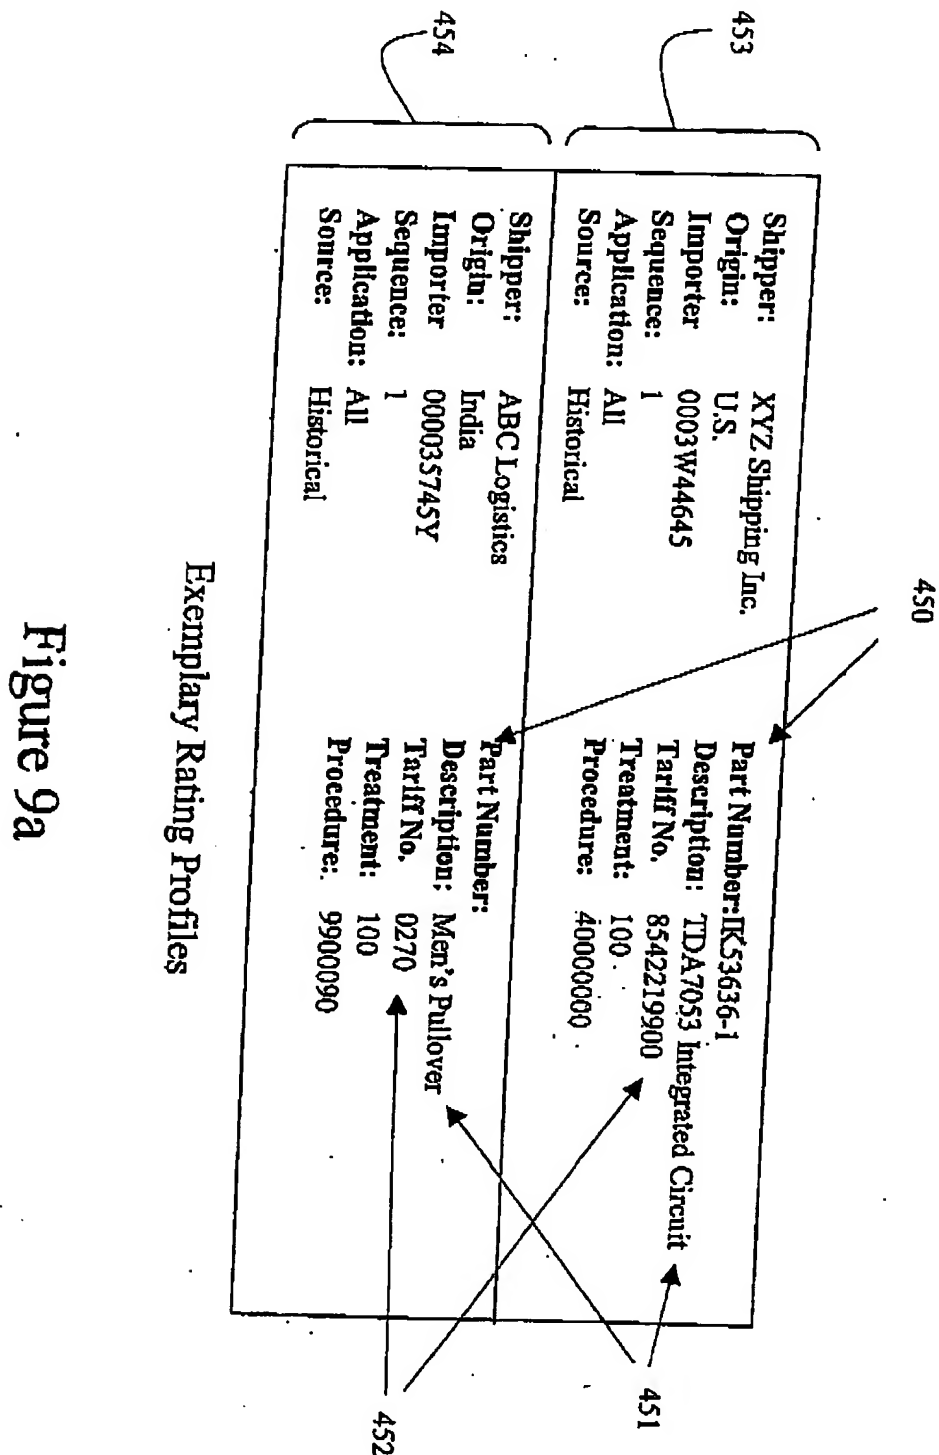 453
454
Shipper: XYZ Shipping Inc.
Origin: U.S.
Importer 0003W44645
Sequence: 1
Application: All
Source: Historical
Part Number: IK53636-1
Description: TDA7053 Integrated Circuit
Tariff No. 8542219900
Treatment: 100
Procedure: 40000000
Shipper: ABC Logistics
Origin: India
Importer 000035745Y
Sequence: 1
Application: All
Source: Historical
Part Number:
Description: Men's Pullover
Tariff No. 0270
Treatment: 100
Procedure: 9900090
450
451
452
Exemplary Rating Profiles
Figure 9a